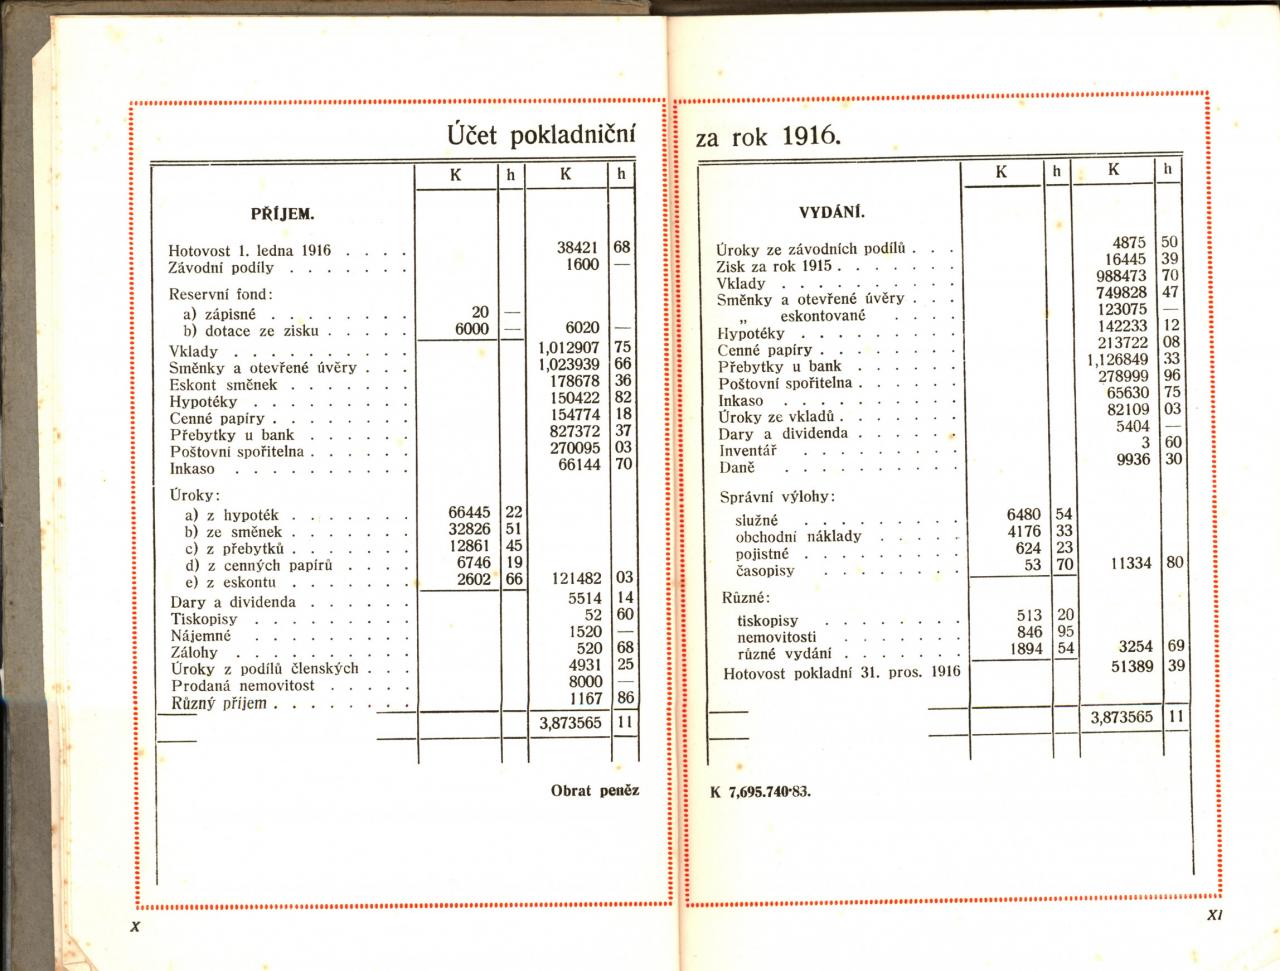 Účet pokladniční
K h K h
PŘÍJEM.
Hotovost 1. ledna 1916 . . . . 38421 68
Závodní podíly . . . . . . . 1600 —
Reservní fond:
a) zápisné . . . . . . . . 20 —
b) dotace ze zisku . . . . . 6000 — 6020 —
Vklady . . . . . . . . . . 1,012907 75
Směnky a otevřené úvěry . . . 1,023939 66
Eskont směnek . . . . . . . 178678 36
Hypotéky . . . . . . . . . 150422 82
Cenné papíry . . . . . . . . 154774 18
Přebytky u bank . . . . . . 827372 37
Poštovní spořitelna . . . . . . 270095 03
Inkaso . . . . . . . . . . 66144 70
Úroky:
a) z hypoték . . . . . . . 66445 22
b) ze směnek . . . . . . . 32826 51
c) z přebytků . . . . . . . 12861 45
d) z cenných papírů . . . . 6746 19
e) z eskontu . . . . . . . 2602 66 121482 03
Dary a dividenda . . . . . . 5514 14
Tiskopisy . . . . . . . . . 52 60
Nájemné . . . . . . . . . 1520 —
Zálohy . . . . . . . . . . 520 68
Úroky z podílů členských . . . 4931 25
Prodaná nemovitost . . . . . 8000 —
Různý příjem . . . . . . . . 1167 86
3,873565 11
Obrat peněz
X
za rok 1916.
K h K h
VYDÁNÍ.
Úroky ze závodních podílů . . . 4875 50
Zisk za rok 1915 . . . . . . . 16445 39
Vklady . . . . . . . . . . 988473 70
Směnky a otevřené úvěry . . . 749828 47
„ eskontované . . . . 123075 —
Hypotéky . . . . . . . . . 142233 12
Cenné papíry . . . . . . . . 213722 08
Přebytky u bank . . . . . . 1,126849 33
Poštovní spořitelna . . . . . . 278999 96
Inkaso . . . . . . . . . . 65630 75
Úroky ze vkladů . . . . . . . 82109 03
Dary a dividenda . . . . . . 5404 —
Inventář . . . . . . . . . 3 60
Daně . . . . . . . . . . 9936 30
Správní výlohy:
služné . . . . . . . . . 6480 54
obchodní náklady . . . . . 4176 33
pojistné . . . . . . . . . 624 23
časopisy . . . . . . . . 53 70 11334 80
Různé:
tiskopisy . . . . . . . . 513 20
nemovitosti . . . . . . . 846 95
různé vydání . . . . . . . 1894 54 3254 69
Hotovost pokladní 31. pros. 1916 51389 39
3,873565 11
K 7,695.740·83.
XI